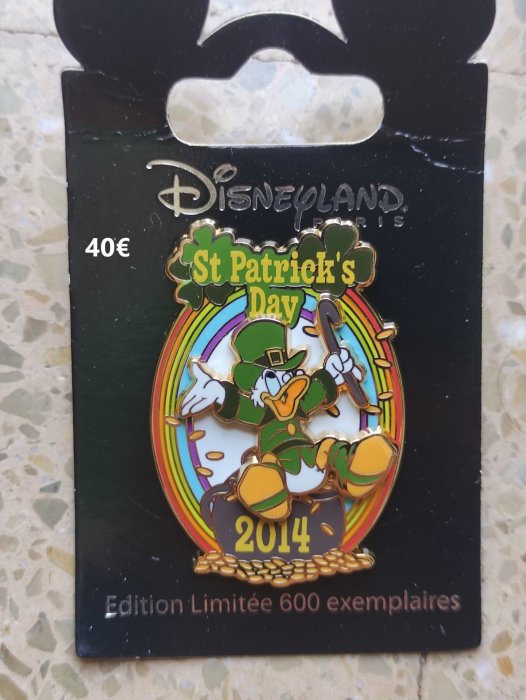 Disneyland
PARIS
40€
St Patrick's
Day
2014
Edition Limitée 600 exemplaires